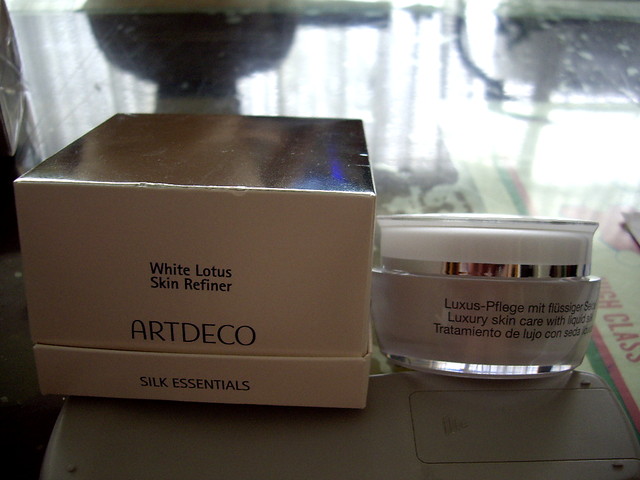 White Lotus
Skin Refiner
ARTDECO
SILK ESSENTIALS
Luxus-Pflege mit flüssiger
Luxury skin care with liquid
Tratamiento de lujo con seda
CLASS